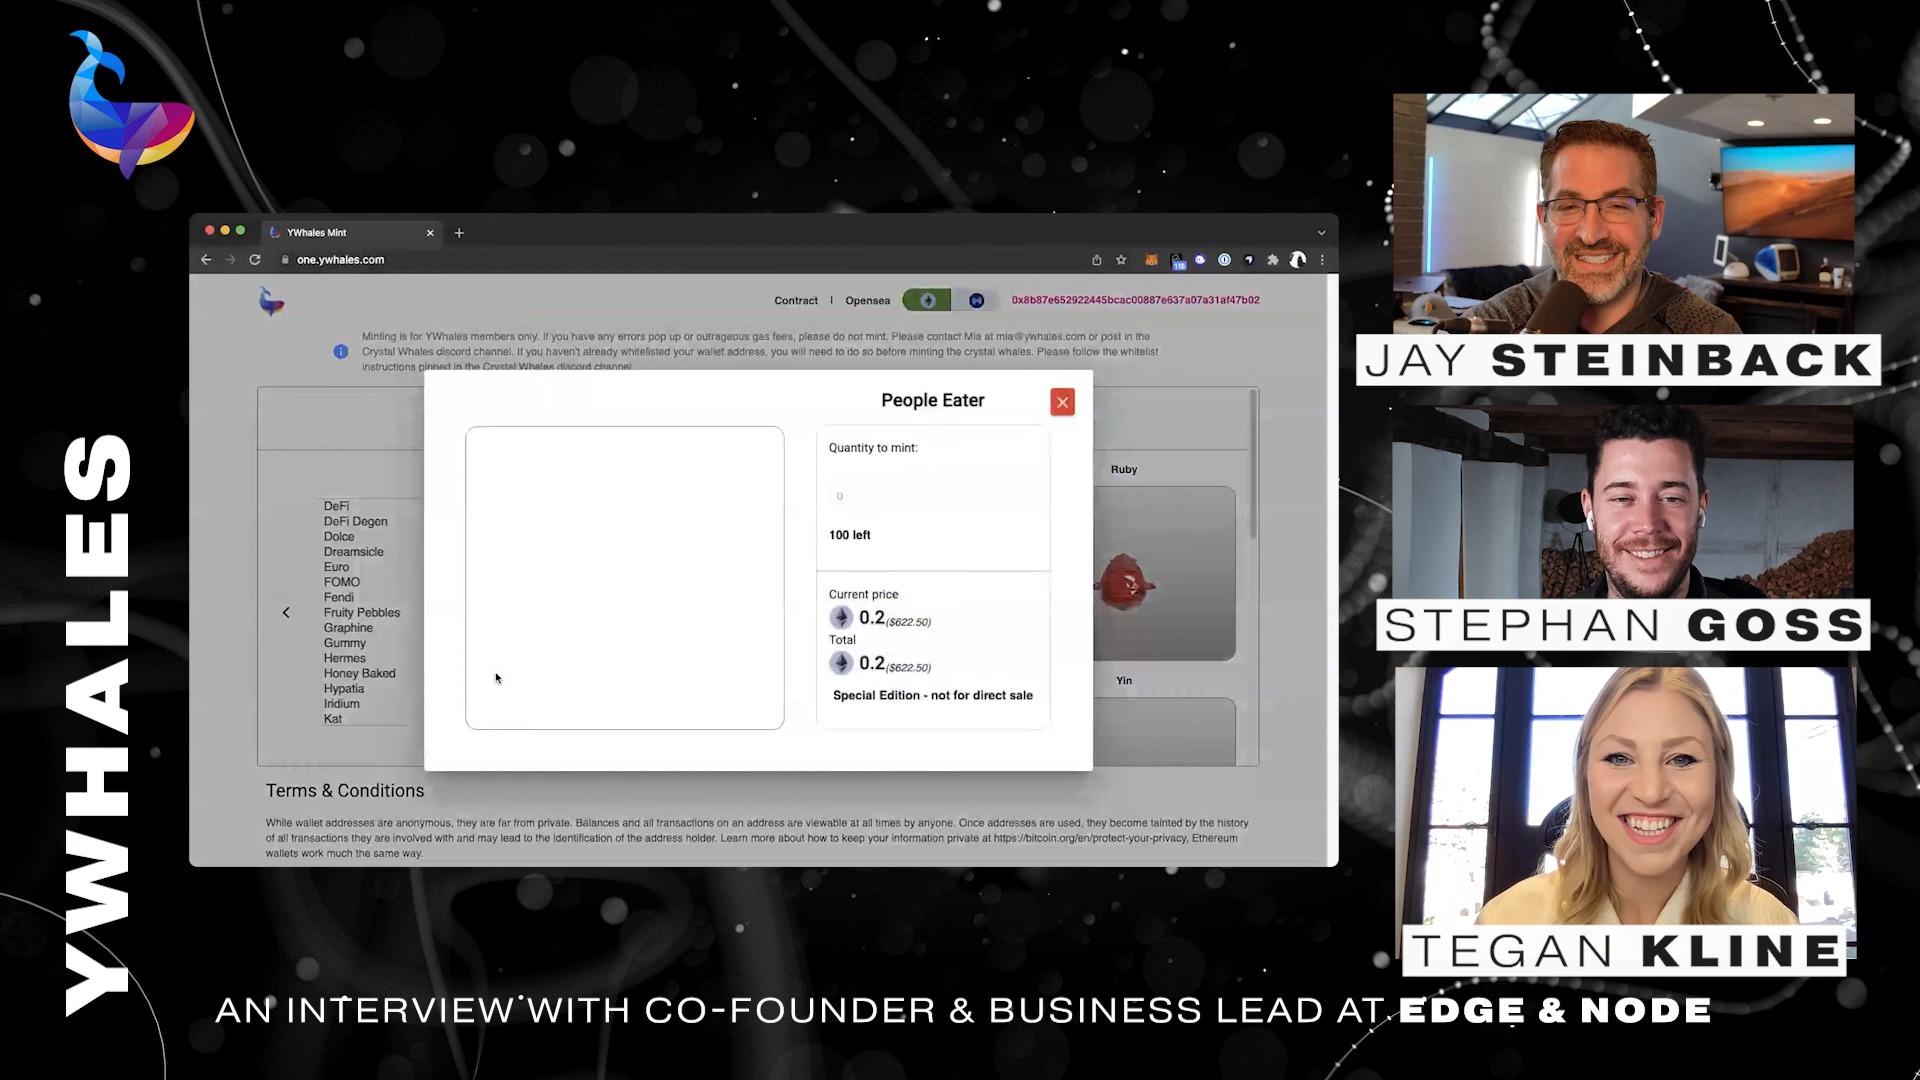 YWHALES
YWhales Mint
one.ywhales.com
118
Contract | Opensea
0x8b87e652922445bcac00887e637a07a31af47b02
Minting is for YWhales members only. If you have any errors pop up or outrageous gas fees, please do not mint. Please contact Mia at mia@ywhales.com or post in the
Crystal Whales discord channel. If you haven't already whitelisted your wallet address, you will need to do so before minting the crystal whales. Please follow the whitelist
instructions pinned in the Crystal Whales discord channel.
DeFi
DeFi Degen
Dolce
Dreamsicle
Euro
FOMO
Fendi
Fruity Pebbles
Graphine
Gummy
Hermes
Honey Baked
Hypatia
Iridium
Kat
People Eater
Quantity to mint:
0
100 left
Current price
0.2 ($622.50)
Total
0.2 ($622.50)
Special Edition - not for direct sale
Ruby
Yin
Terms & Conditions
While wallet addresses are anonymous, they are far from private. Balances and all transactions on an address are viewable at all times by anyone. Once addresses are used, they become tainted by the history
of all transactions they are involved with and may lead to the identification of the address holder. Learn more about how to keep your information private at https://bitcoin.org/en/protect-your-privacy, Ethereum
wallets work much the same way.
JAY STEINBACK
STEPHAN GOSS
TEGAN KLINE
AN INTERVIEW WITH CO-FOUNDER & BUSINESS LEAD AT EDGE & NODE